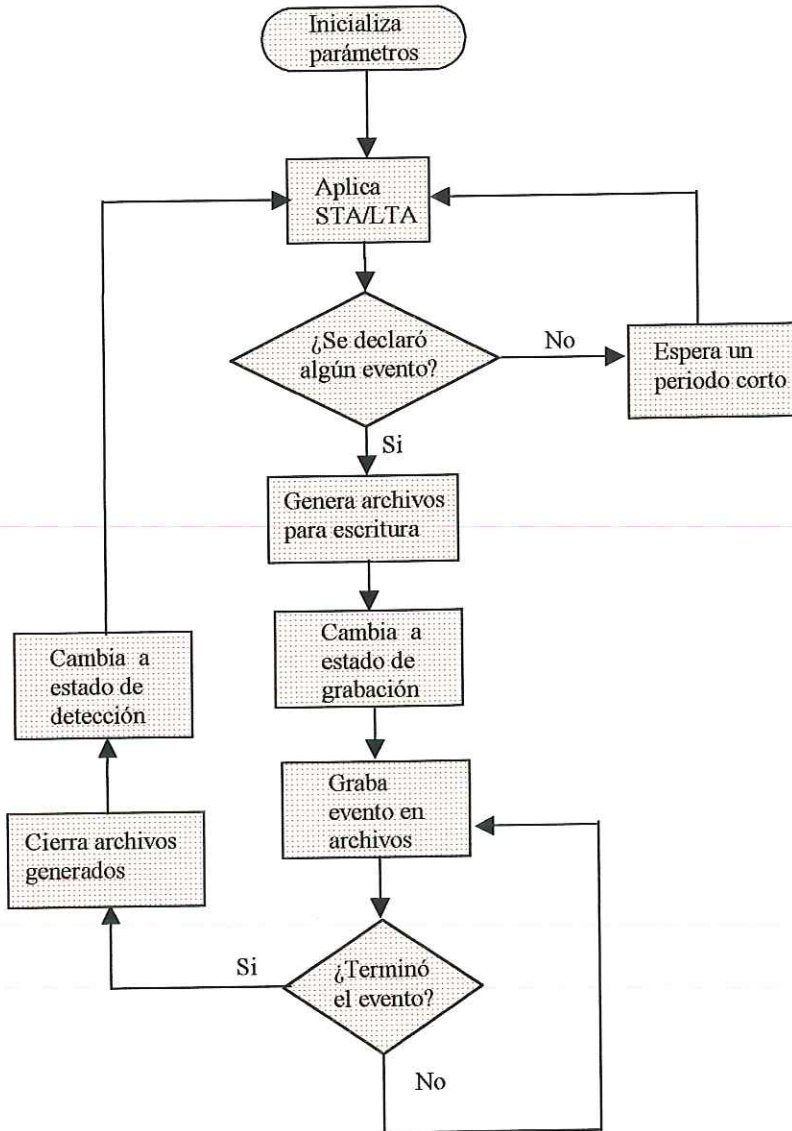 Inicializa
parámetros
Aplica
STA/LTA
¿Se declaró
algún evento?
No
Espera un
periodo corto
Si
Genera archivos
para escritura
Cambia a
estado de
grabación
Cambia a
estado de
detección
Graba
evento en
archivos
Cierra archivos
generados
Si
¿Terminó
el evento?
No